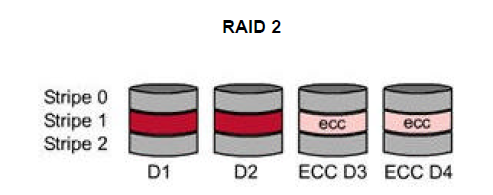 RAID 2
Stripe 0
Stripe 1
ecc
ecc
Stripe 2
D1
D2
ECC D3
ECC D4